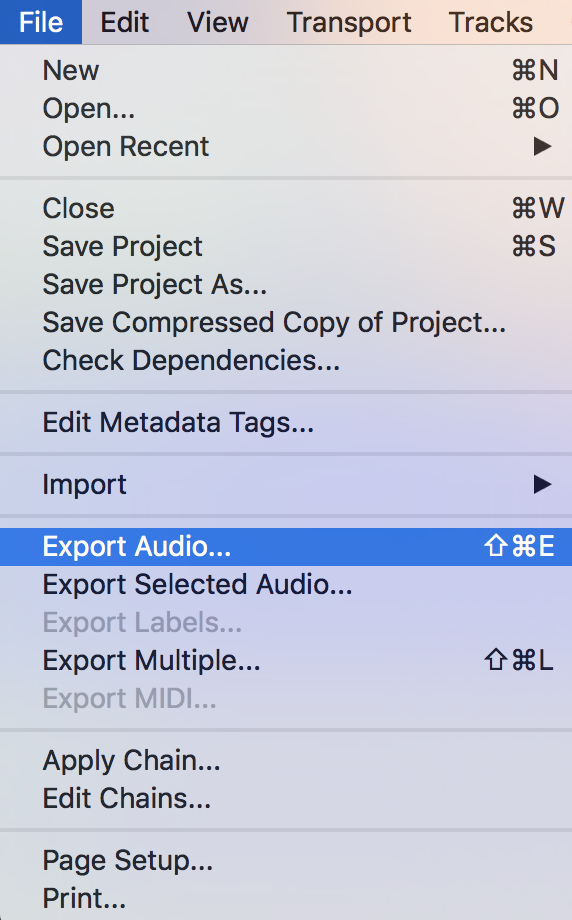 File Edit View Transport Tracks
New ⌘N
Open... ⌘O
Open Recent ▶
Close ⌘W
Save Project ⌘S
Save Project As...
Save Compressed Copy of Project...
Check Dependencies...
Edit Metadata Tags...
Import ▶
Export Audio... ⇧⌘E
Export Selected Audio...
Export Labels...
Export Multiple... ⇧⌘L
Export MIDI...
Apply Chain...
Edit Chains...
Page Setup...
Print...